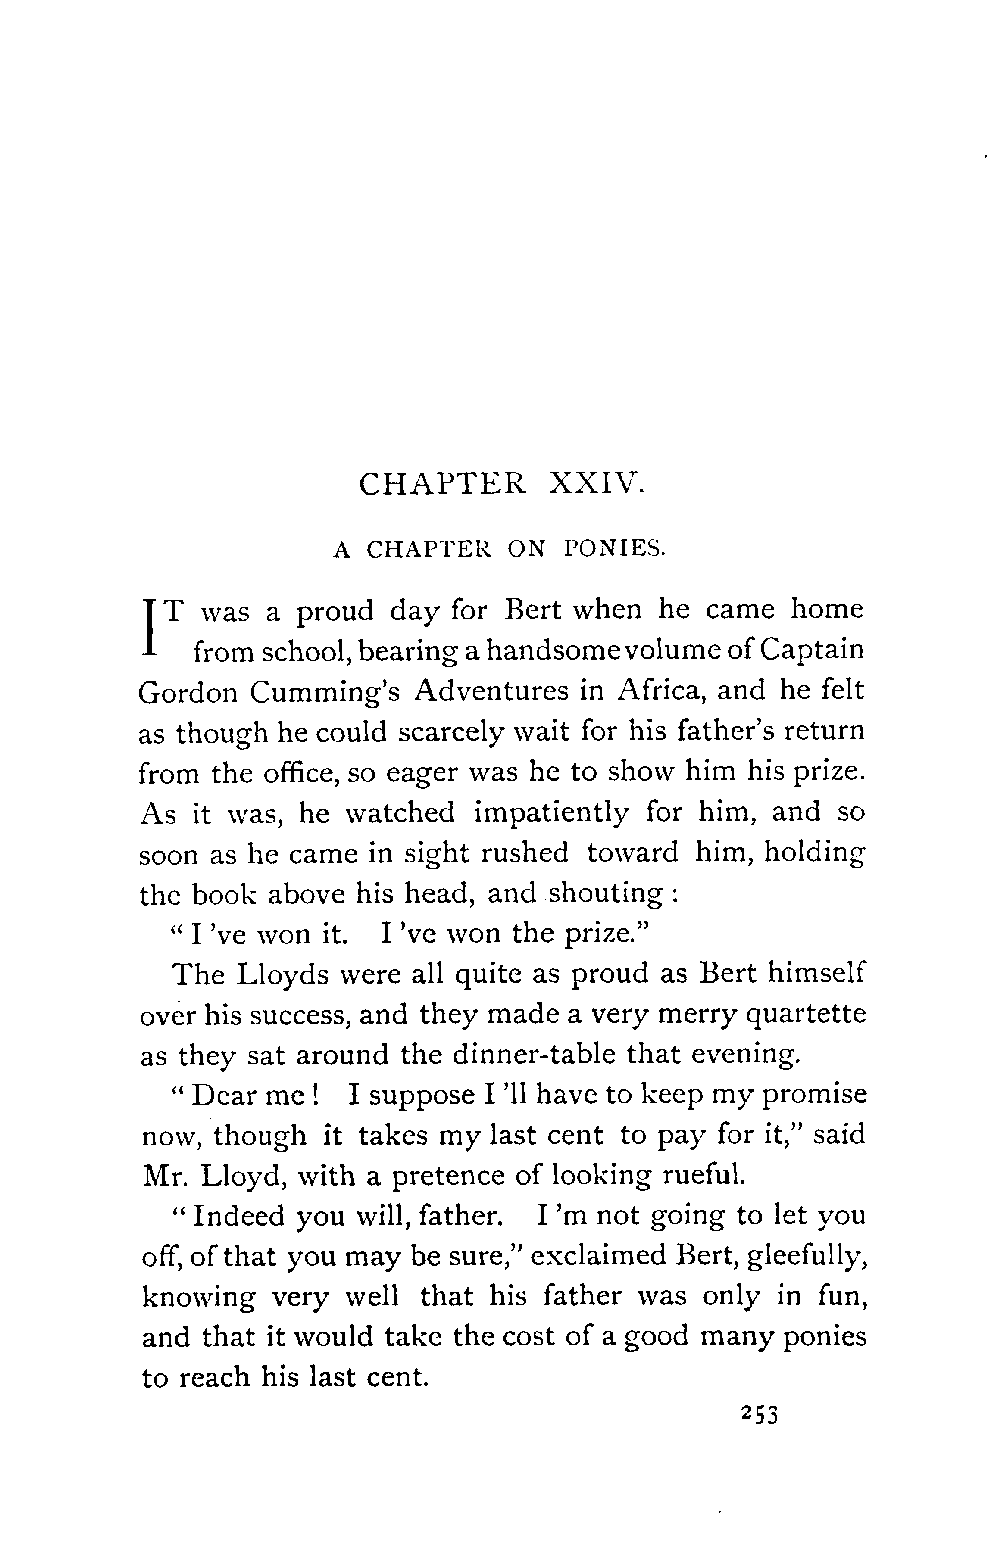 CHAPTER XXIV.
A CHAPTER ON PONIES.
IT was a proud day for Bert when he came home
from school, bearing a handsome volume of Captain
Gordon Cumming's Adventures in Africa, and he felt
as though he could scarcely wait for his father's return
from the office, so eager was he to show him his prize.
As it was, he watched impatiently for him, and so
soon as he came in sight rushed toward him, holding
the book above his head, and shouting :
“ I 've won it. I 've won the prize.”
The Lloyds were all quite as proud as Bert himself
over his success, and they made a very merry quartette
as they sat around the dinner-table that evening.
“ Dear me ! I suppose I 'll have to keep my promise
now, though it takes my last cent to pay for it,” said
Mr. Lloyd, with a pretence of looking rueful.
“ Indeed you will, father. I 'm not going to let you
off, of that you may be sure,” exclaimed Bert, gleefully,
knowing very well that his father was only in fun,
and that it would take the cost of a good many ponies
to reach his last cent.
253